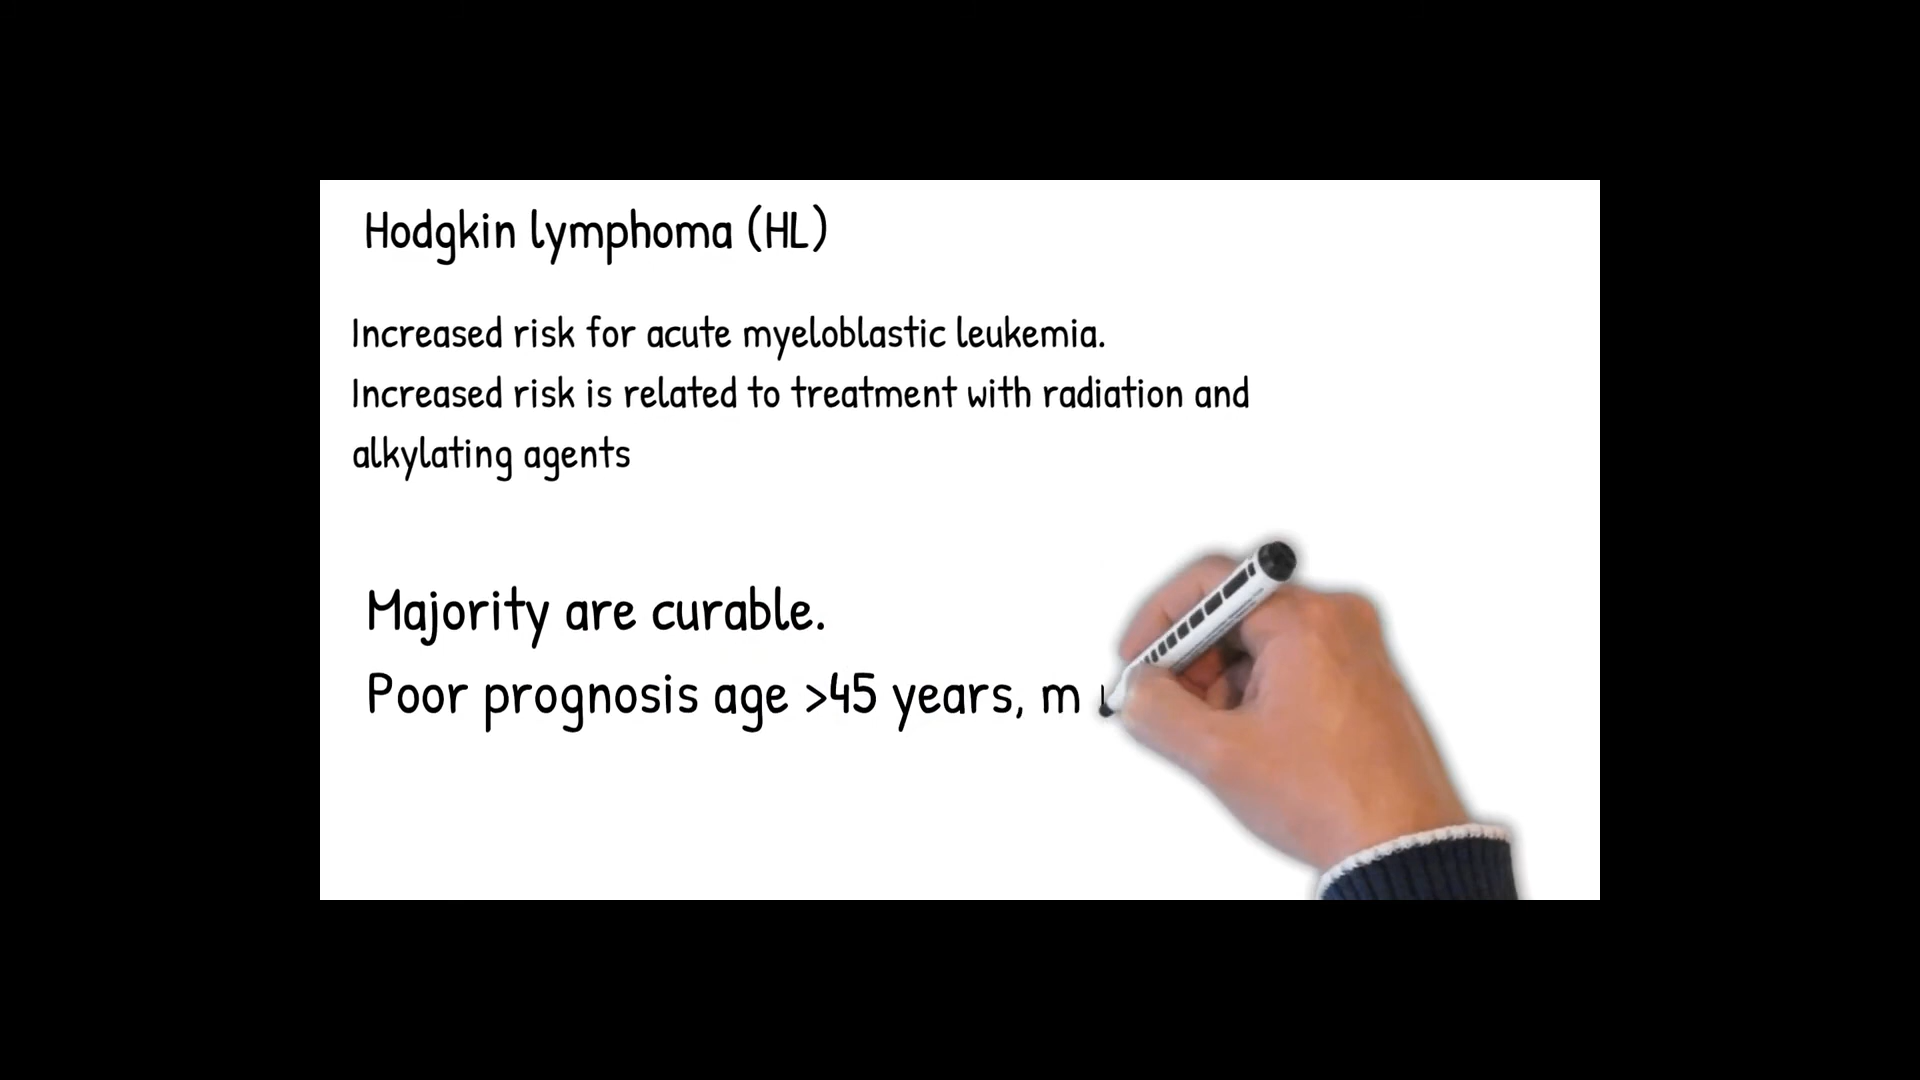 Hodgkin lymphoma (HL)
Increased risk for acute myeloblastic leukemia.
Increased risk is related to treatment with radiation and
alkylating agents
Majority are curable.
Poor prognosis age >45 years, m